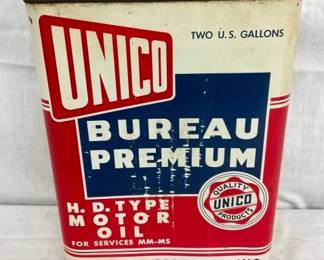 TWO U.S. GALLONS
UNICO
BUREAU
PREMIUM
H.D. TYPE
MOTOR
OIL
FOR SERVICES MM-MS
QUALITY
UNICO
PRODUCTS